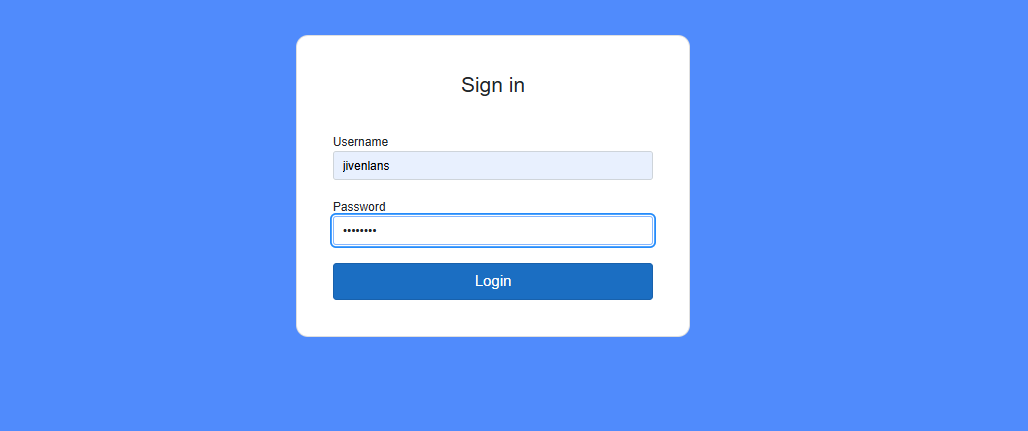 Sign in
Username
jivenlans
Password
••••••••
Login